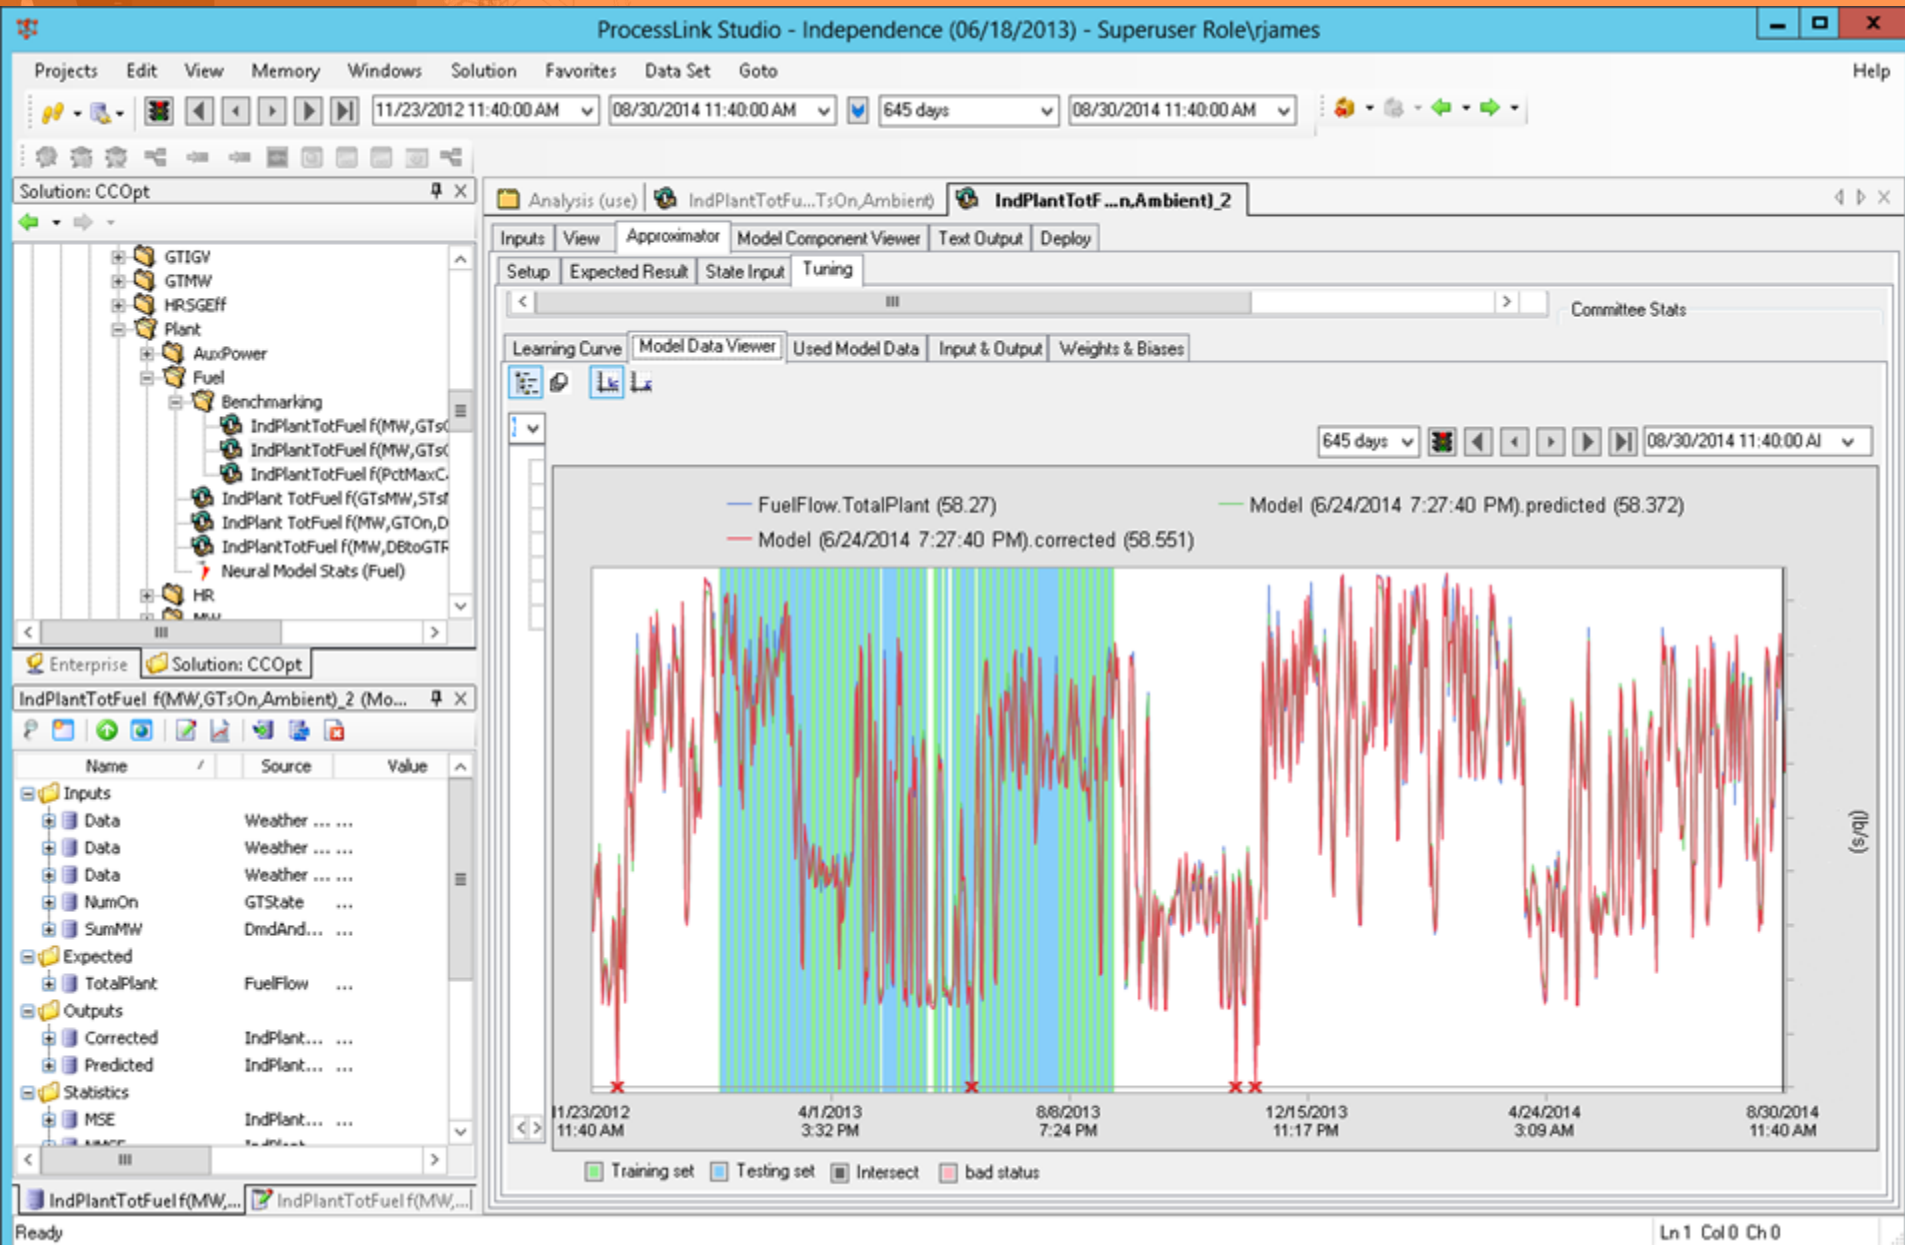 ProcessLink Studio - Independence (06/18/2013) - Superuser Role\rjames
Projects Edit View Memory Windows Solution Favorites Data Set Goto Help
11/23/2012 11:40:00 AM 08/30/2014 11:40:00 AM 645 days 08/30/2014 11:40:00 AM
Solution: CCOpt
GTIGV
GTMW
HRSGEff
Plant
AuxPower
Fuel
Benchmarking
IndPlantTotFuel f(MW,GTs
IndPlantTotFuel f(MW,GTs
IndPlantTotFuel f(PctMaxC
IndPlant TotFuel f(GTsMW,STs
IndPlant TotFuel f(MW,GTOn,D
IndPlantTotFuel f(MW,DBtoGTR
Neural Model Stats (Fuel)
HR
MW
Enterprise Solution: CCOpt
IndPlantTotFuel f(MW,GTsOn,Ambient)_2 (Mo...
Name / Source Value
Inputs
Data Weather ... ...
Data Weather ... ...
Data Weather ... ...
NumOn GTState ...
SumMW DmdAnd... ...
Expected
TotalPlant FuelFlow ...
Outputs
Corrected IndPlant... ...
Predicted IndPlant... ...
Statistics
MSE IndPlant... ...
IndPlantTotFuel f(MW,... IndPlantTotFuel f(MW,...
Ready
Analysis (use) IndPlantTotFu...TsOn,Ambient) IndPlantTotF...n,Ambient)_2
Inputs View Approximator Model Component Viewer Text Output Deploy
Setup Expected Result State Input Tuning
Committee Stats
Learning Curve Model Data Viewer Used Model Data Input & Output Weights & Biases
645 days 08/30/2014 11:40:00 AI
FuelFlow.TotalPlant (58.27) Model (6/24/2014 7:27:40 PM).predicted (58.372)
Model (6/24/2014 7:27:40 PM).corrected (58.551)
(lb/s)
11/23/2012 4/1/2013 8/8/2013 12/15/2013 4/24/2014 8/30/2014
11:40 AM 3:32 PM 7:24 PM 11:17 PM 3:09 AM 11:40 AM
Training set Testing set Intersect bad status
Ln 1 Col 0 Ch 0